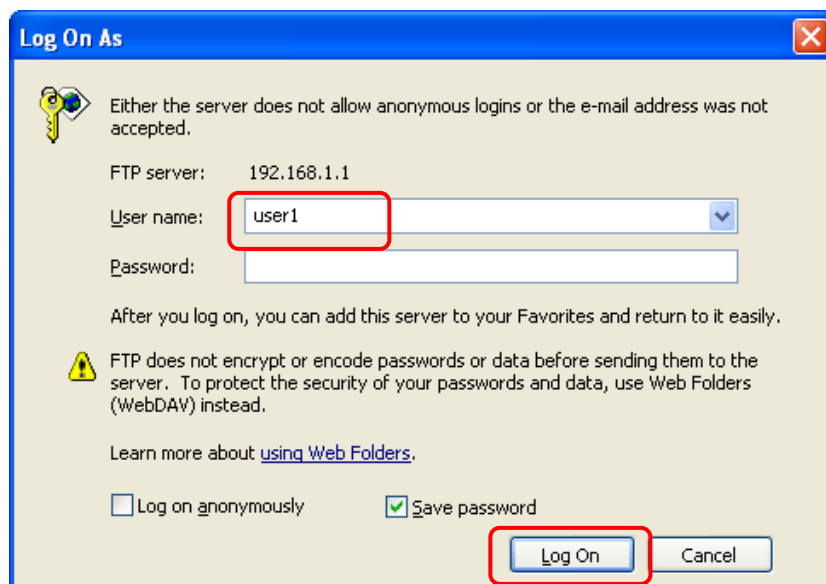 Log On As
Either the server does not allow anonymous logins or the e-mail address was not
accepted.
FTP server: 192.168.1.1
User name: user1
Password:
After you log on, you can add this server to your Favorites and return to it easily.
FTP does not encrypt or encode passwords or data before sending them to the
server. To protect the security of your passwords and data, use Web Folders
(WebDAV) instead.
Learn more about using Web Folders.
Log on anonymously Save password
Log On Cancel